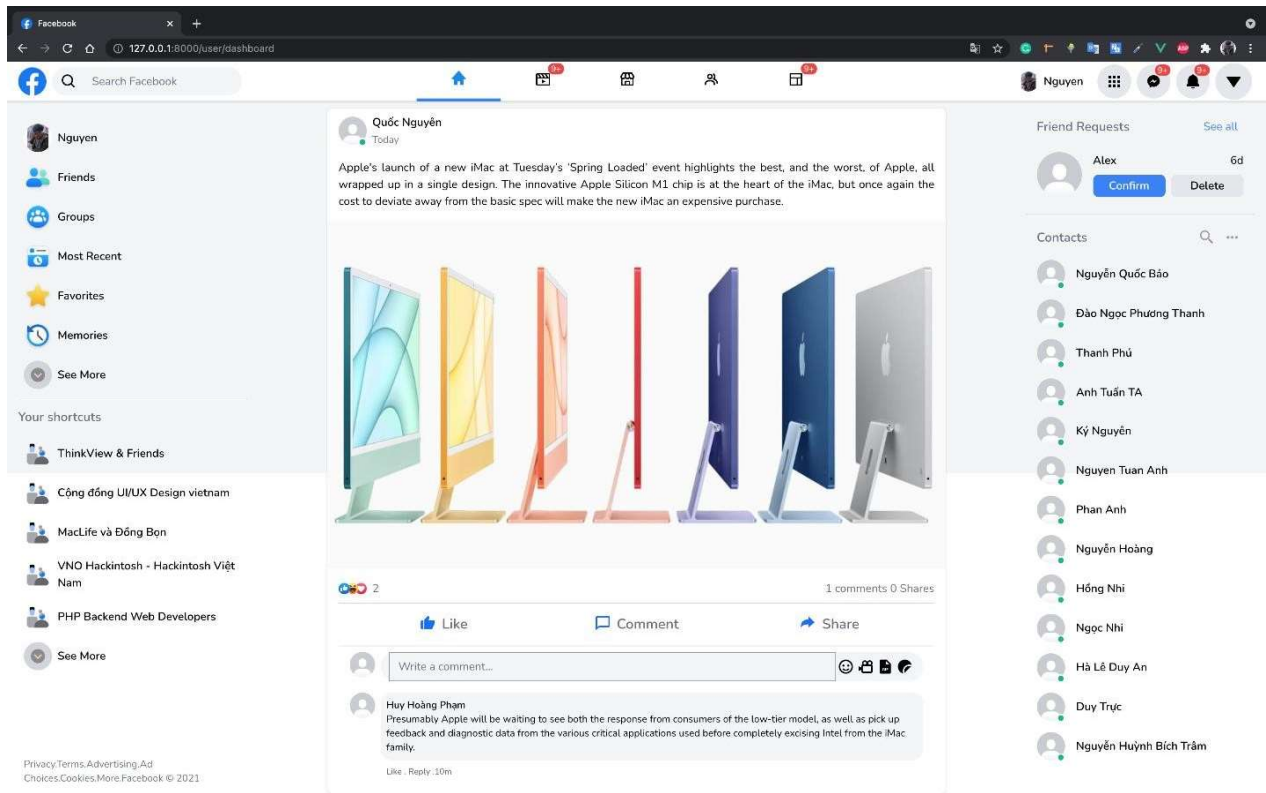 Facebook
127.0.0.1:8000/user/dashboard
Search Facebook
9+
9+
Nguyen
9+
9+
Nguyen
Friends
Groups
Most Recent
Favorites
Memories
See More
Your shortcuts
ThinkView & Friends
Cộng đồng UI/UX Design vietnam
MacLife và Đồng Bọn
VNO Hackintosh - Hackintosh Việt
Nam
PHP Backend Web Developers
See More
Privacy.Terms.Advertising.Ad
Choices.Cookies.More.Facebook © 2021
Quốc Nguyên
Today
Apple's launch of a new iMac at Tuesday's 'Spring Loaded' event highlights the best, and the worst, of Apple, all
wrapped up in a single design. The innovative Apple Silicon M1 chip is at the heart of the iMac, but once again the
cost to deviate away from the basic spec will make the new iMac an expensive purchase.
2
1 comments 0 Shares
Like
Comment
Share
Write a comment...
Huy Hoàng Phạm
Presumably Apple will be waiting to see both the response from consumers of the low-tier model, as well as pick up
feedback and diagnostic data from the various critical applications used before completely excising Intel from the iMac
family.
Like . Reply .10m
Friend Requests
See all
Alex
6d
Confirm
Delete
Contacts
Nguyễn Quốc Bảo
Đào Ngọc Phương Thanh
Thanh Phú
Anh Tuấn TA
Ký Nguyên
Nguyen Tuan Anh
Phan Anh
Nguyễn Hoàng
Hồng Nhi
Ngọc Nhi
Hà Lê Duy An
Duy Trực
Nguyễn Huỳnh Bích Trâm